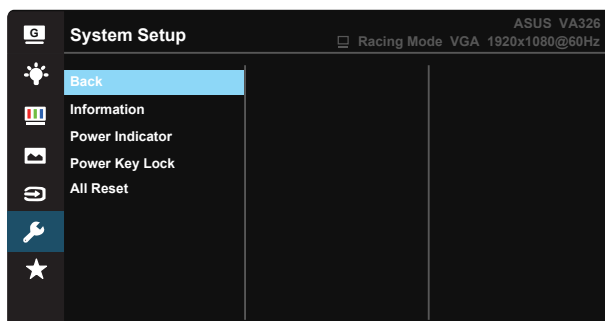 G
System Setup
ASUS VA326
Racing Mode VGA 1920x1080@60Hz
Back
Information
Power Indicator
Power Key Lock
All Reset